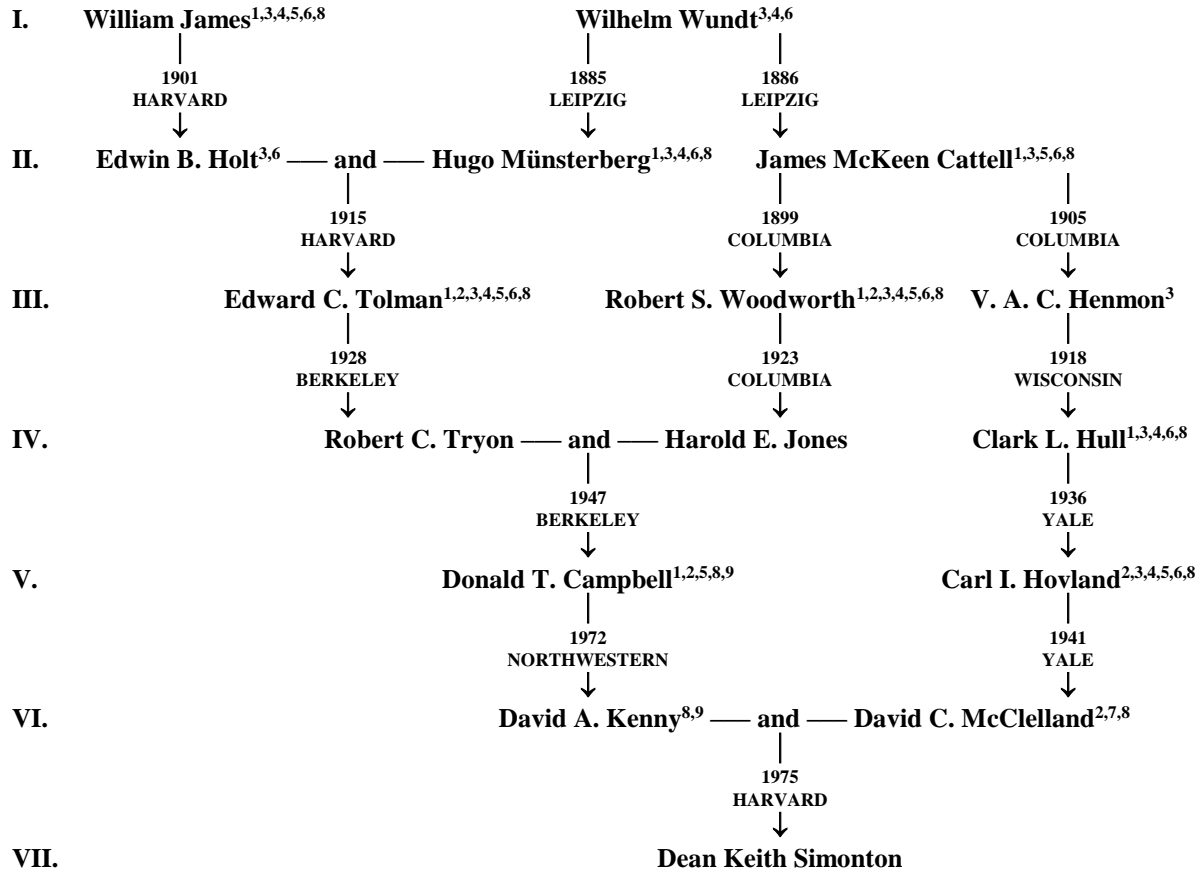 I. William James1,3,4,5,6,8 Wilhelm Wundt3,4,6
1901 1885 1886
HARVARD LEIPZIG LEIPZIG
II. Edwin B. Holt3,6 —– and —– Hugo Münsterberg1,3,4,6,8 James McKeen Cattell1,3,5,6,8
1915 1899 1905
HARVARD COLUMBIA COLUMBIA
III. Edward C. Tolman1,2,3,4,5,6,8 Robert S. Woodworth1,2,3,4,5,6,8 V. A. C. Henmon3
1928 1923 1918
BERKELEY COLUMBIA WISCONSIN
IV. Robert C. Tryon —– and —– Harold E. Jones Clark L. Hull1,3,4,6,8
1947 1936
BERKELEY YALE
V. Donald T. Campbell1,2,5,8,9 Carl I. Hovland2,3,4,5,6,8
1972 1941
NORTHWESTERN YALE
VI. David A. Kenny8,9 —– and —– David C. McClelland2,7,8
1975
HARVARD
VII. Dean Keith Simonton